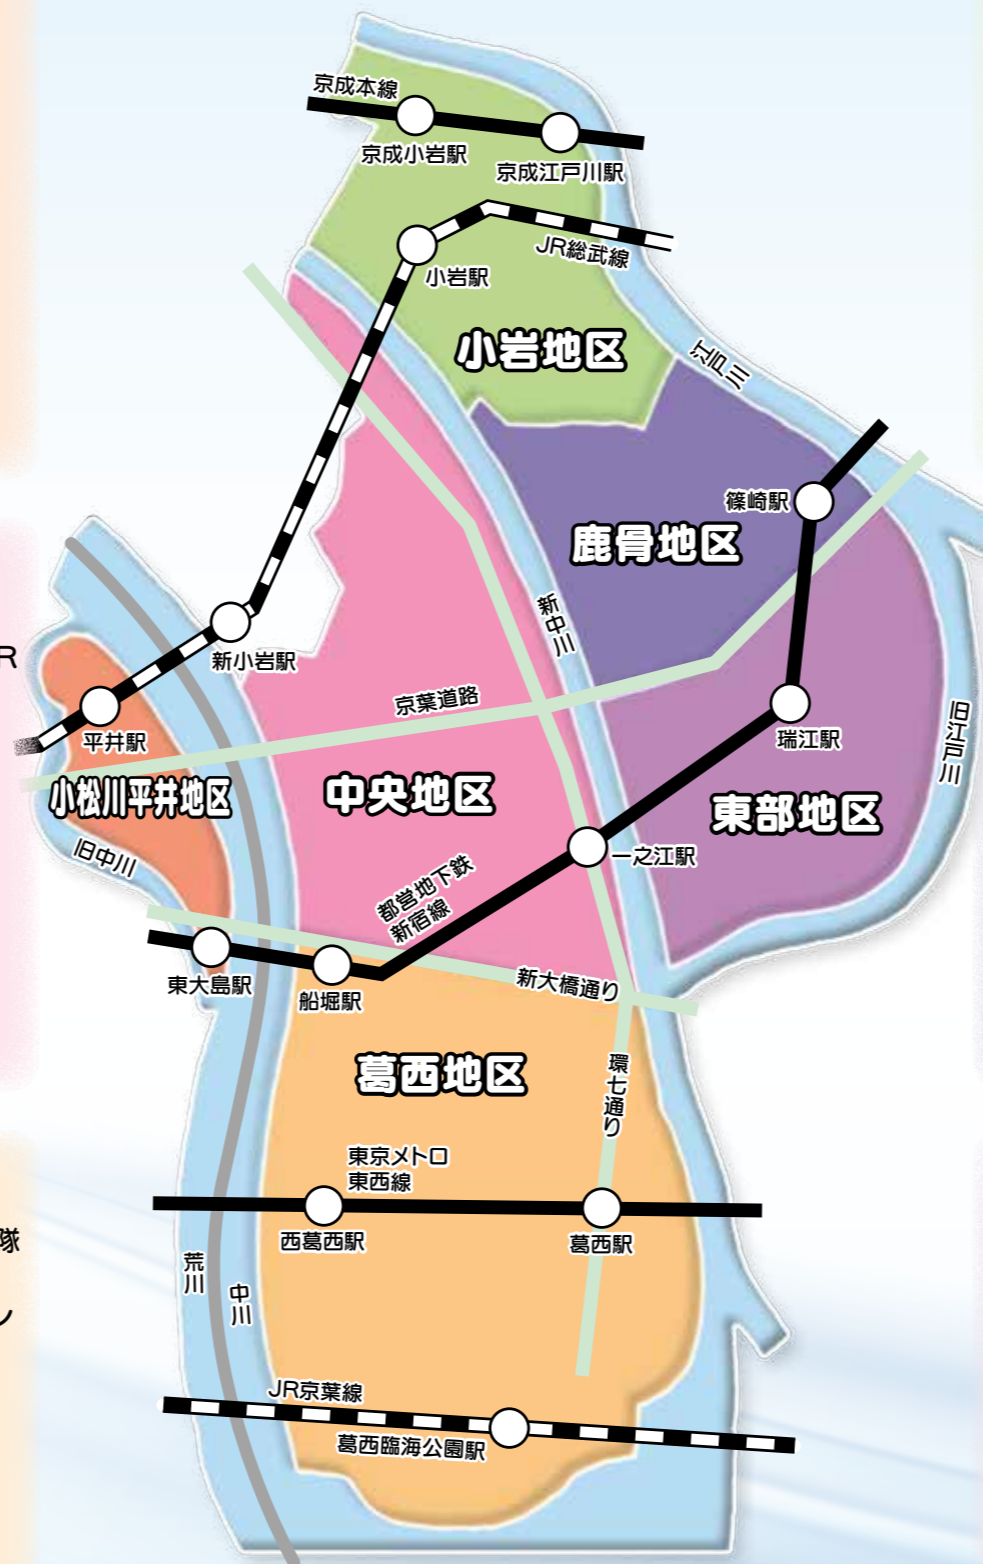 京成本線
京成小岩駅
京成江戸川駅
JR総武線
小岩駅
小岩地区
江戸川
篠崎駅
鹿骨地区
新中川
R
新小岩駅
京葉道路
平井駅
瑞江駅
旧江戸川
小松川平井地区
中央地区
東部地区
旧中川
一之江駅
都営地下鉄
新宿線
東大島駅
船堀駅
新大橋通り
葛西地区
環七通り
東京メトロ
東西線
西葛西駅
葛西駅
隊
荒川
中川
ン
JR京葉線
葛西臨海公園駅